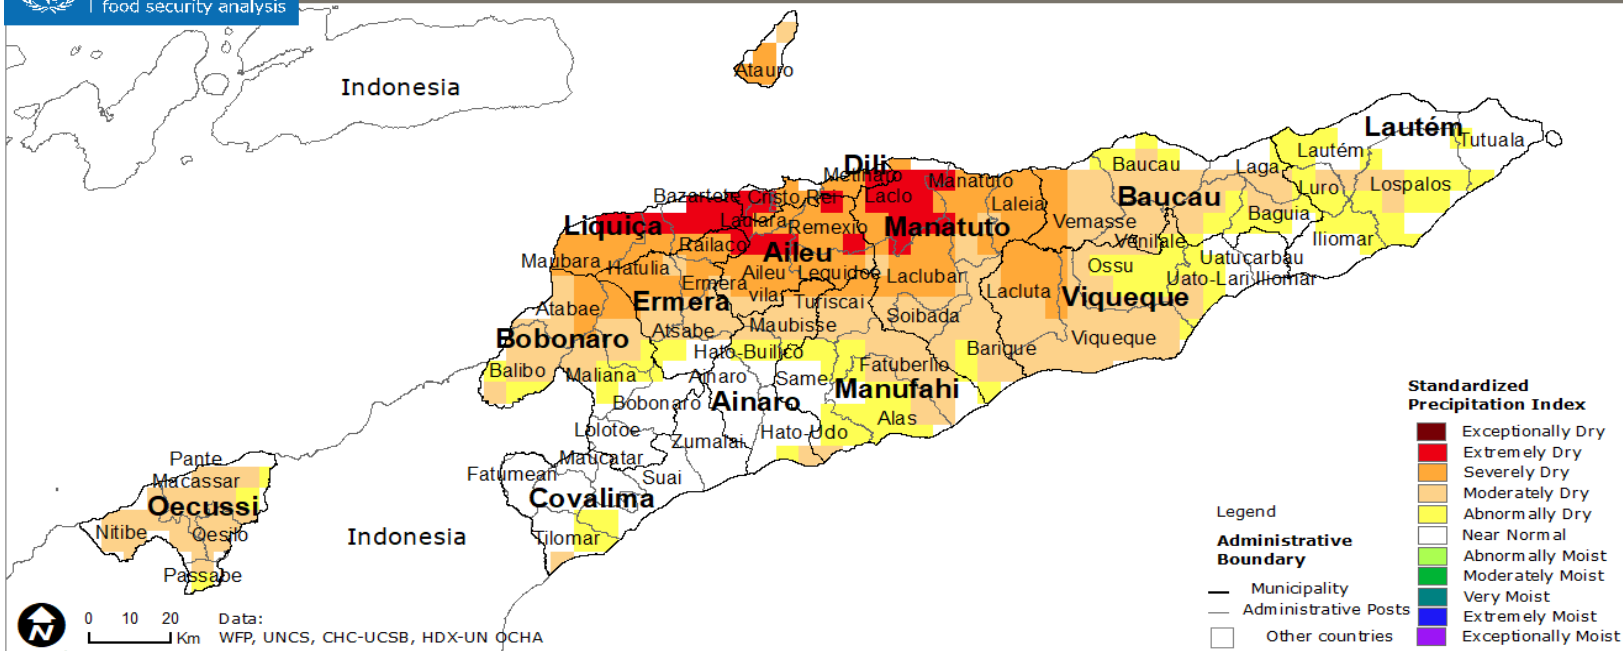 food security analysis
Indonesia
Atauro
Lautém
Tutuala
Lautém
Dili
Baucau
Laga
Metinaro
Manatuto
Luro
Lospalos
Bazartete
Cristo Rei
Laclo
Baucau
Laleia
Liquiça
Laulara
Remexio
Manatuto
Vemasse
Baguia
Railaco
Aileu
Venilale
Iliomar
Maubara
Hatulia
Aileu
Lequidoe
Laclubar
Ossu
Uatucarbau
Ermera
Vila
Uato-Lari
Iliomar
Atabae
Ermera
Turiscai
Lacluta
Viqueque
Bobonaro
Atsabe
Maubisse
Soibada
Viqueque
Hato-Builico
Barique
Balibo
Maliana
Ainaro
Same
Fatuberlio
Manufahi
Bobonaro
Ainaro
Alas
Lolotoe
Zumalai
Hato-Udo
Pante
Macassar
Maucatar
Fatumean
Suai
Oecussi
Covalima
Nitibe
Oesilo
Indonesia
Tilomar
Passabe
N
0 10 20
Km
Data:
WFP, UNCS, CHC-UCSB, HDX-UN OCHA
Legend
Administrative
Boundary
Municipality
Administrative Posts
Other countries
Standardized
Precipitation Index
Exceptionally Dry
Extremely Dry
Severely Dry
Moderately Dry
Abnormally Dry
Near Normal
Abnormally Moist
Moderately Moist
Very Moist
Extremely Moist
Exceptionally Moist